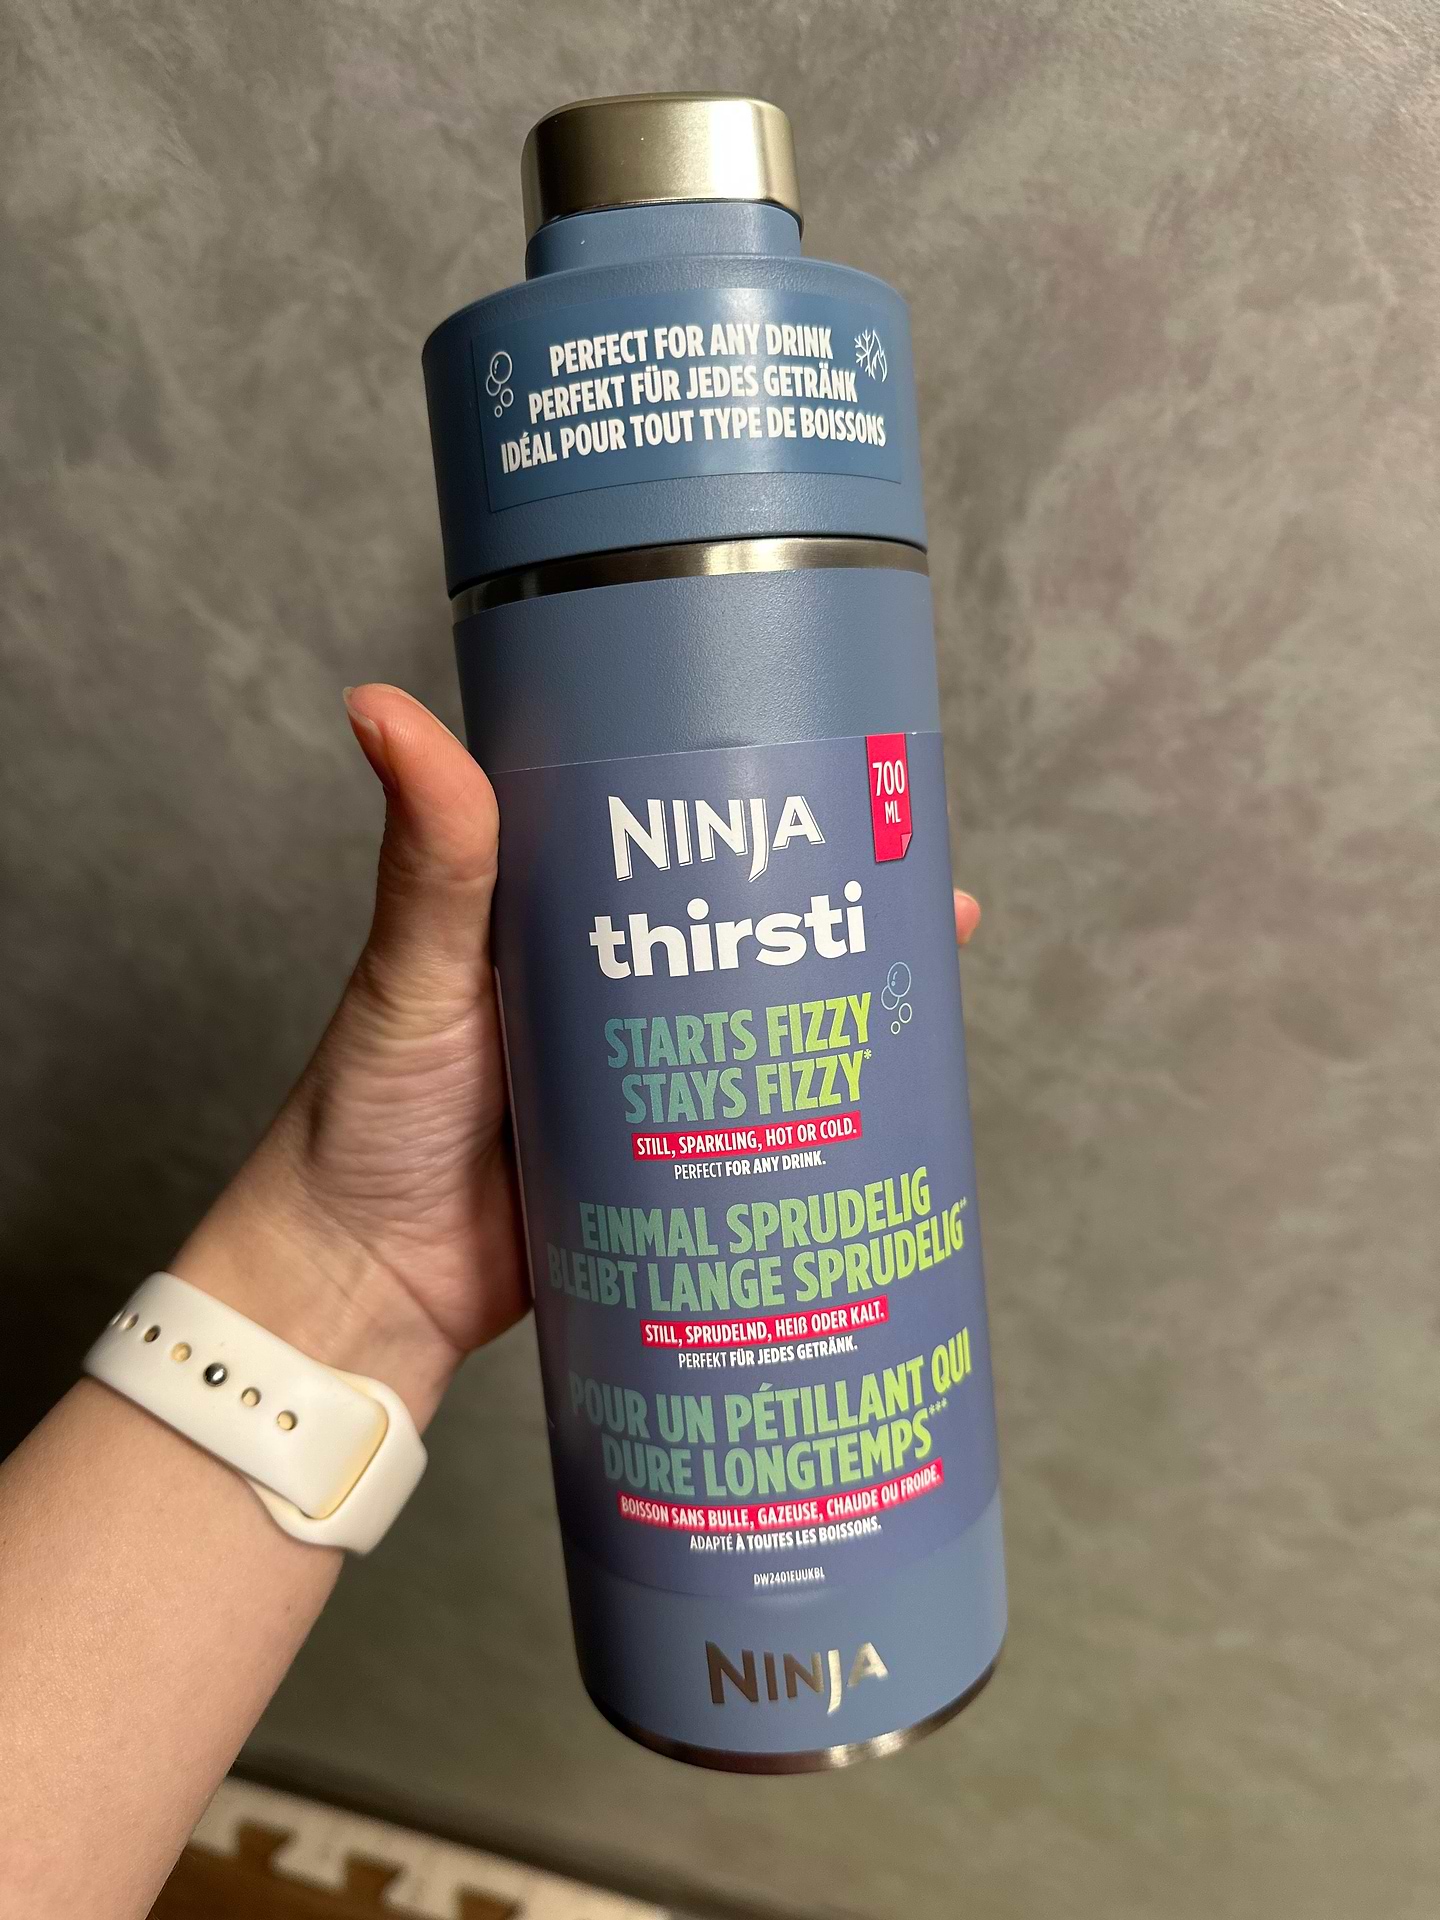 PERFECT FOR ANY DRINK
PERFEKT FÜR JEDES GETRÄNK
IDÉAL POUR TOUT TYPE DE BOISSONS
700
ML
NINJA
thirsti
STARTS FIZZY
STAYS FIZZY*
STILL, SPARKLING, HOT OR COLD.
PERFECT FOR ANY DRINK.
EINMAL SPRUDELIG
BLEIBT LANGE SPRUDELIG**
STILL, SPRUDELND, HEIß ODER KALT.
PERFEKT FÜR JEDES GETRÄNK.
POUR UN PÉTILLANT QUI
DURE LONGTEMPS***
BOISSON SANS BULLE, GAZEUSE, CHAUDE OU FROIDE.
ADAPTÉ À TOUTES LES BOISSONS.
DW2401EUUKBL
NINJA